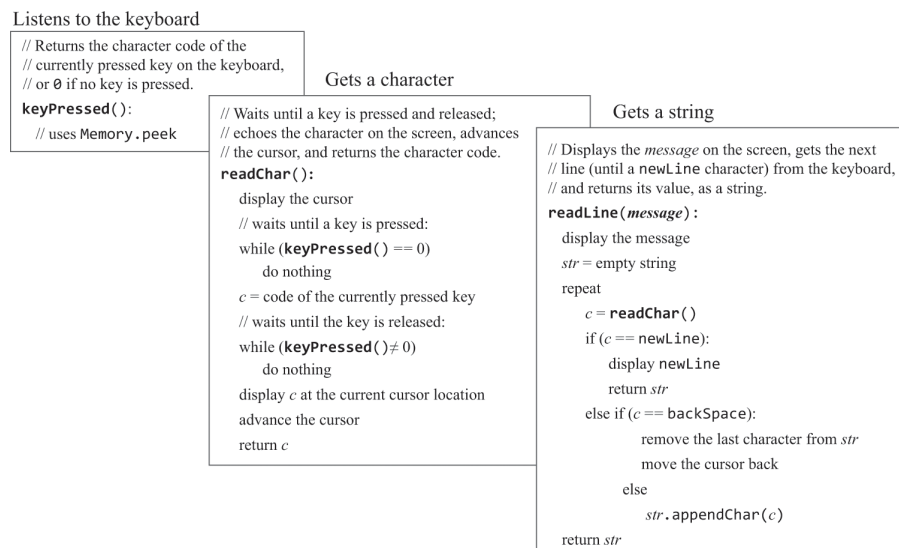 Listens to the keyboard
// Returns the character code of the
// currently pressed key on the keyboard,
// or 0 if no key is pressed.
keyPressed():
// uses Memory.peek
Gets a character
// Waits until a key is pressed and released;
// echoes the character on the screen, advances
// the cursor, and returns the character code.
readChar():
display the cursor
// waits until a key is pressed:
while (keyPressed() == 0)
do nothing
c = code of the currently pressed key
// waits until the key is released:
while (keyPressed() ≠ 0)
do nothing
display c at the current cursor location
advance the cursor
return c
Gets a string
// Displays the message on the screen, gets the next
// line (until a newLine character) from the keyboard,
// and returns its value, as a string.
readLine(message):
display the message
str = empty string
repeat
c = readChar()
if (c == newLine):
display newLine
return str
else if (c == backSpace):
remove the last character from str
move the cursor back
else
str.appendChar(c)
return str